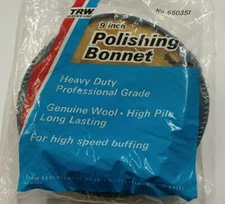 TRW
No. 650351
9 inch
Polishing
Bonnet
Heavy Duty
Professional Grade
Genuine Wool · High Pile
Long Lasting
For high speed buffing